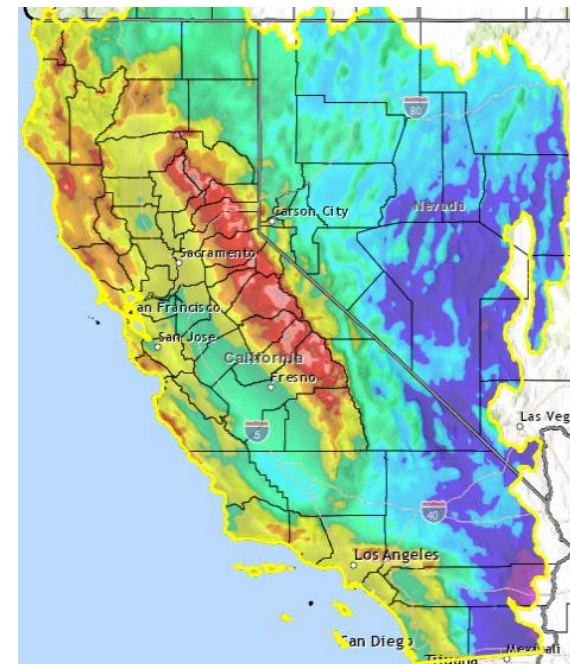 80
Carson City
Nevada
Sacramento
an Francisco
San Jose
California
Fresno
Las Veg
5
40
Los Angeles
San Diego
Mexicali